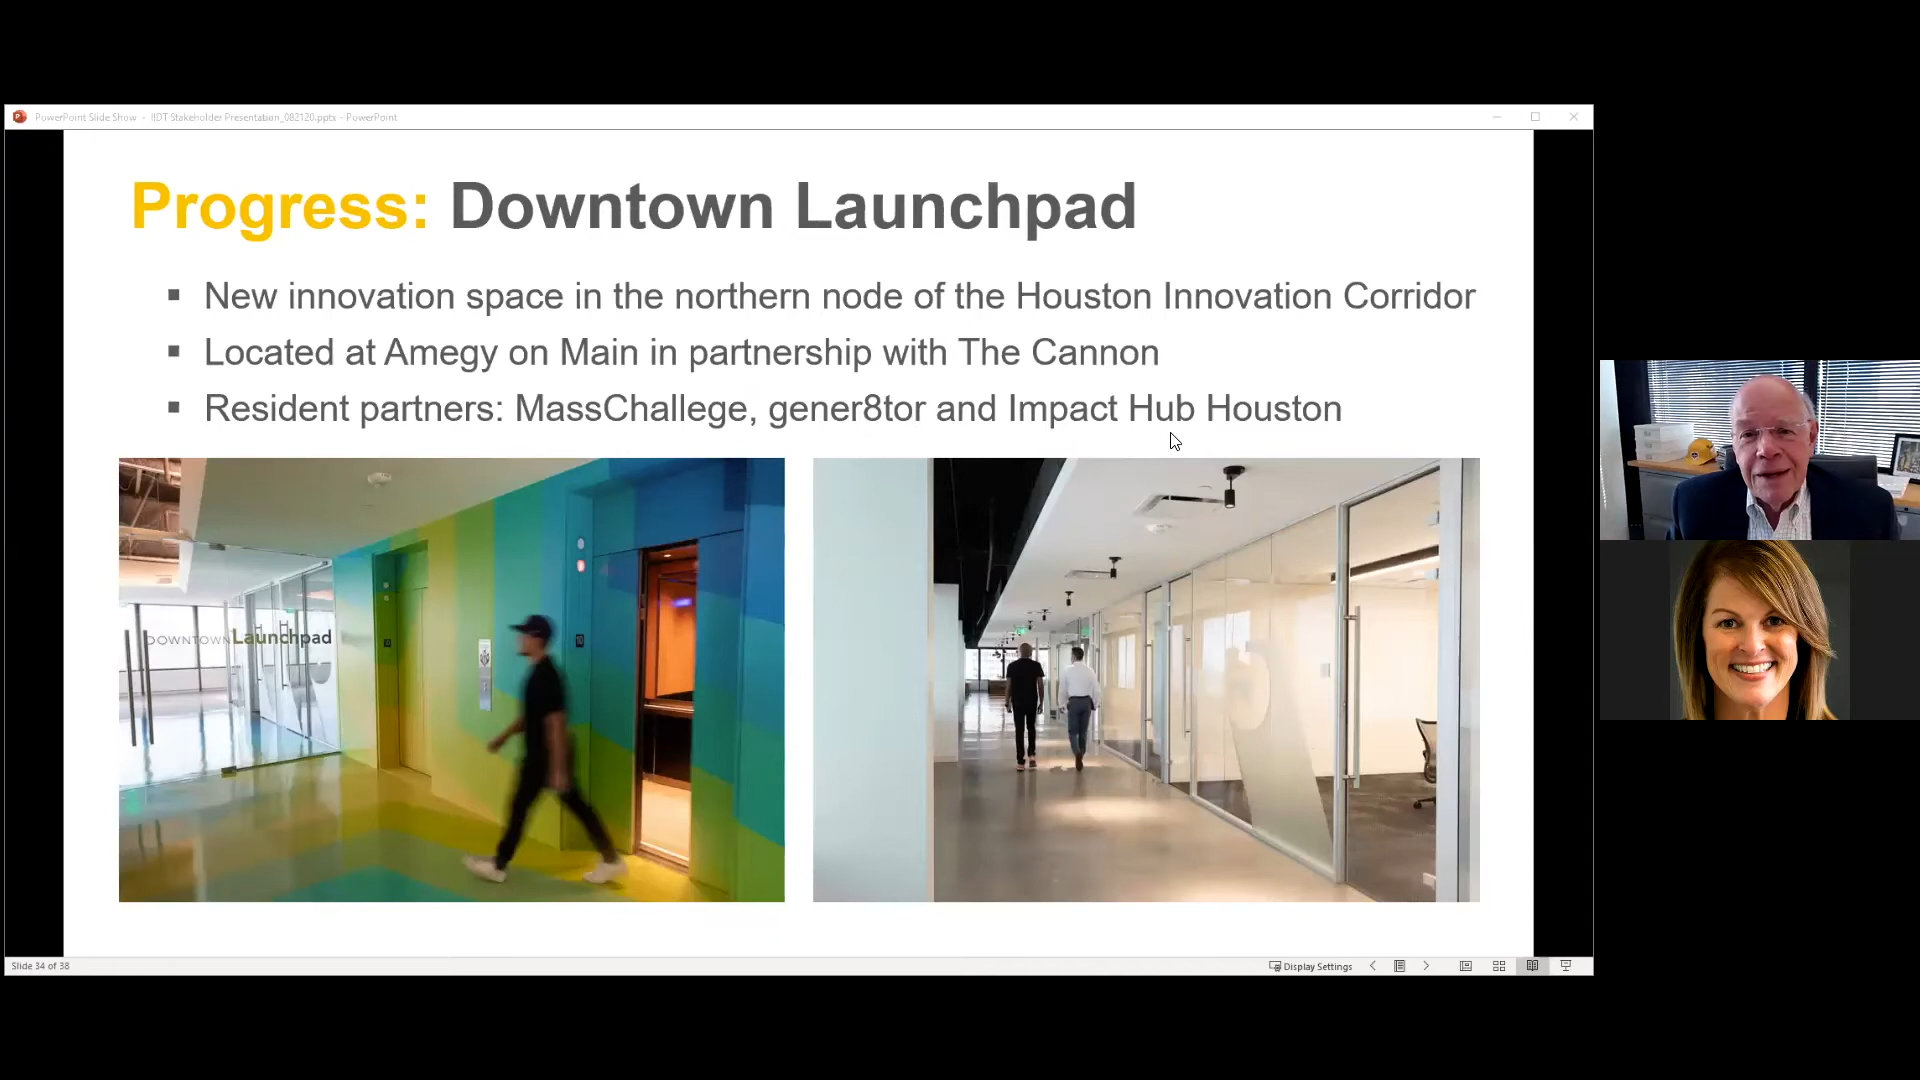 PowerPoint Slide Show - IIDT Stakeholder Presentation_082120.pptx - PowerPoint
Progress: Downtown Launchpad
▪ New innovation space in the northern node of the Houston Innovation Corridor
▪ Located at Amegy on Main in partnership with The Cannon
▪ Resident partners: MassChallege, gener8tor and Impact Hub Houston
DOWNTOWN Launchpad
10
Slide 34 of 38
Display Settings